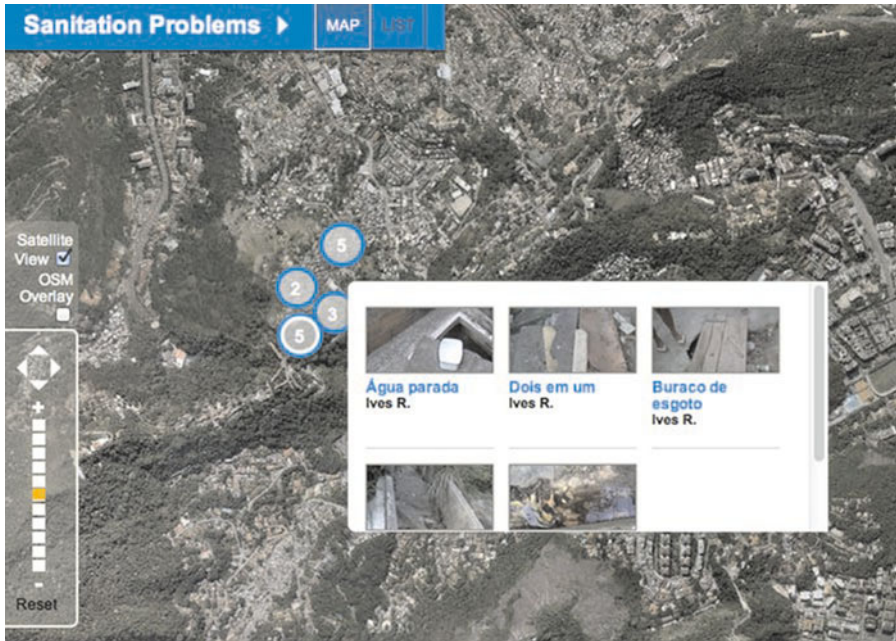 Sanitation Problems
MAP
LIST
5
2
3
5
Satellite
View
OSM
Overlay
+
-
Reset
Água parada
Ives R.
Dois em um
Ives R.
Buraco de
esgoto
Ives R.